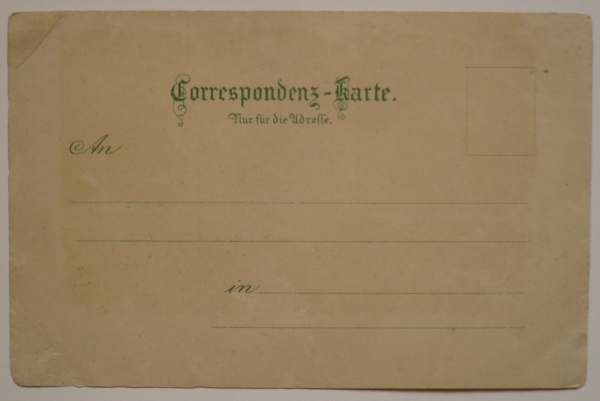 Correspondenz-Karte.
Nur für die Adresse.
An
in